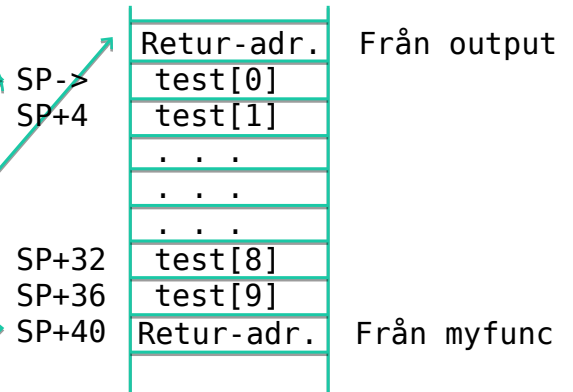 Retur-adr. Från output
SP-> test[0]
SP+4 test[1]
. . .
. . .
. . .
SP+32 test[8]
SP+36 test[9]
SP+40 Retur-adr. Från myfunc